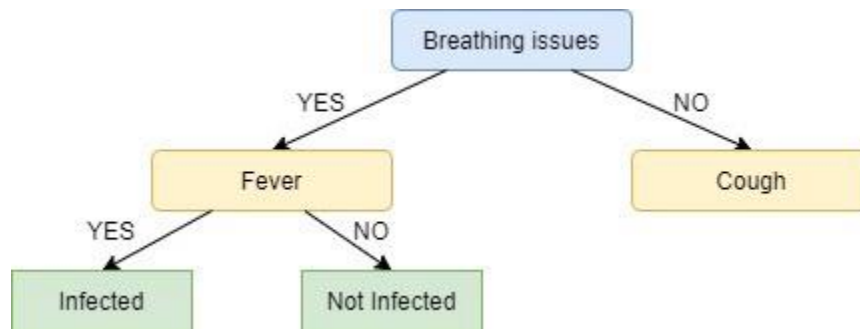 Breathing issues
YES
NO
Fever
Cough
YES
NO
Infected
Not Infected